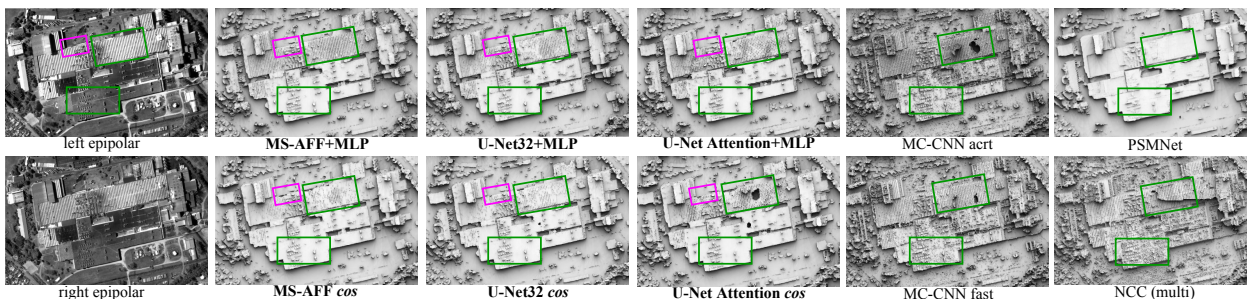 left epipolar MS-AFF+MLP U-Net32+MLP U-Net Attention+MLP MC-CNN acrt PSMNet
right epipolar MS-AFF cos U-Net32 cos U-Net Attention cos MC-CNN fast NCC (multi)